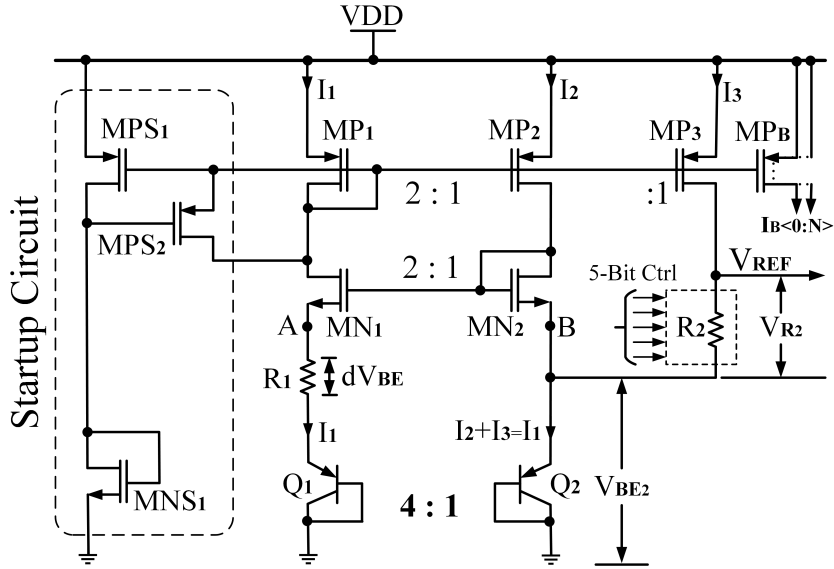 VDD
I1
I2
I3
MPS1
MP1
MP2
MP3
MPB
2 : 1
:1
IB<0:N>
MPS2
Startup Circuit
2 : 1
5-Bit Ctrl
VREF
A
MN1
MN2
B
R2
VR2
R1
dVBE
I1
I2+I3=I1
Q1
Q2
VBE2
MNS1
4 : 1